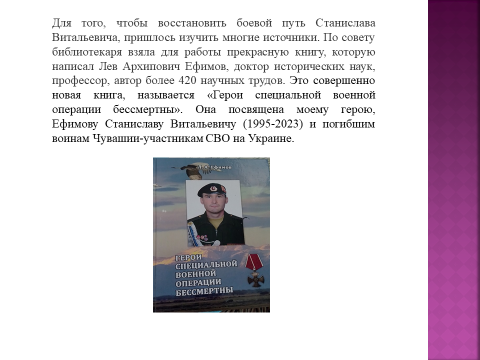 Для того, чтобы восстановить боевой путь Станислава
Витальевича, пришлось изучить многие источники. По совету
библиотекаря взяла для работы прекрасную книгу, которую
написал Лев Архипович Ефимов, доктор исторических наук,
профессор, автор более 420 научных трудов. Это совершенно
новая книга, называется «Герои специальной военной
операции бессмертны». Она посвящена моему герою,
Ефимову Станиславу Витальевичу (1995-2023) и погибшим
воинам Чувашии-участникам СВО на Украине.
Ефимов
ГЕРОИ
СПЕЦИАЛЬНОЙ
ВОЕННОЙ
ОПЕРАЦИИ
БЕССМЕРТНЫ